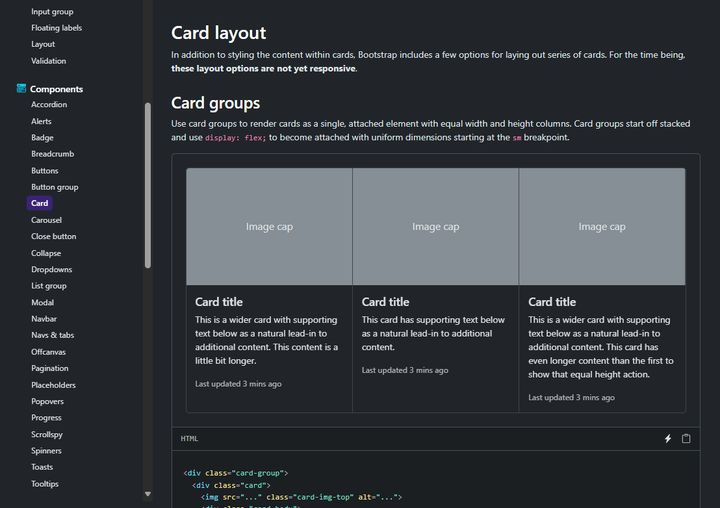 Input group
Floating labels
Layout
Validation
Components
Accordion
Alerts
Badge
Breadcrumb
Buttons
Button group
Card
Carousel
Close button
Collapse
Dropdowns
List group
Modal
Navbar
Navs & tabs
Offcanvas
Pagination
Placeholders
Popovers
Progress
Scrollspy
Spinners
Toasts
Tooltips
Card layout
In addition to styling the content within cards, Bootstrap includes a few options for laying out series of cards. For the time being,
these layout options are not yet responsive.
Card groups
Use card groups to render cards as a single, attached element with equal width and height columns. Card groups start off stacked
and use display: flex; to become attached with uniform dimensions starting at the sm breakpoint.
Image cap
Card title
This is a wider card with supporting
text below as a natural lead-in to
additional content. This content is a
little bit longer.
Last updated 3 mins ago
Image cap
Card title
This card has supporting text below
as a natural lead-in to additional
content.
Last updated 3 mins ago
Image cap
Card title
This is a wider card with supporting
text below as a natural lead-in to
additional content. This card has
even longer content than the first to
show that equal height action.
Last updated 3 mins ago
HTML
<div class="card-group">
<div class="card">
<img src="..." class="card-img-top" alt="...">
<div class="card-body">